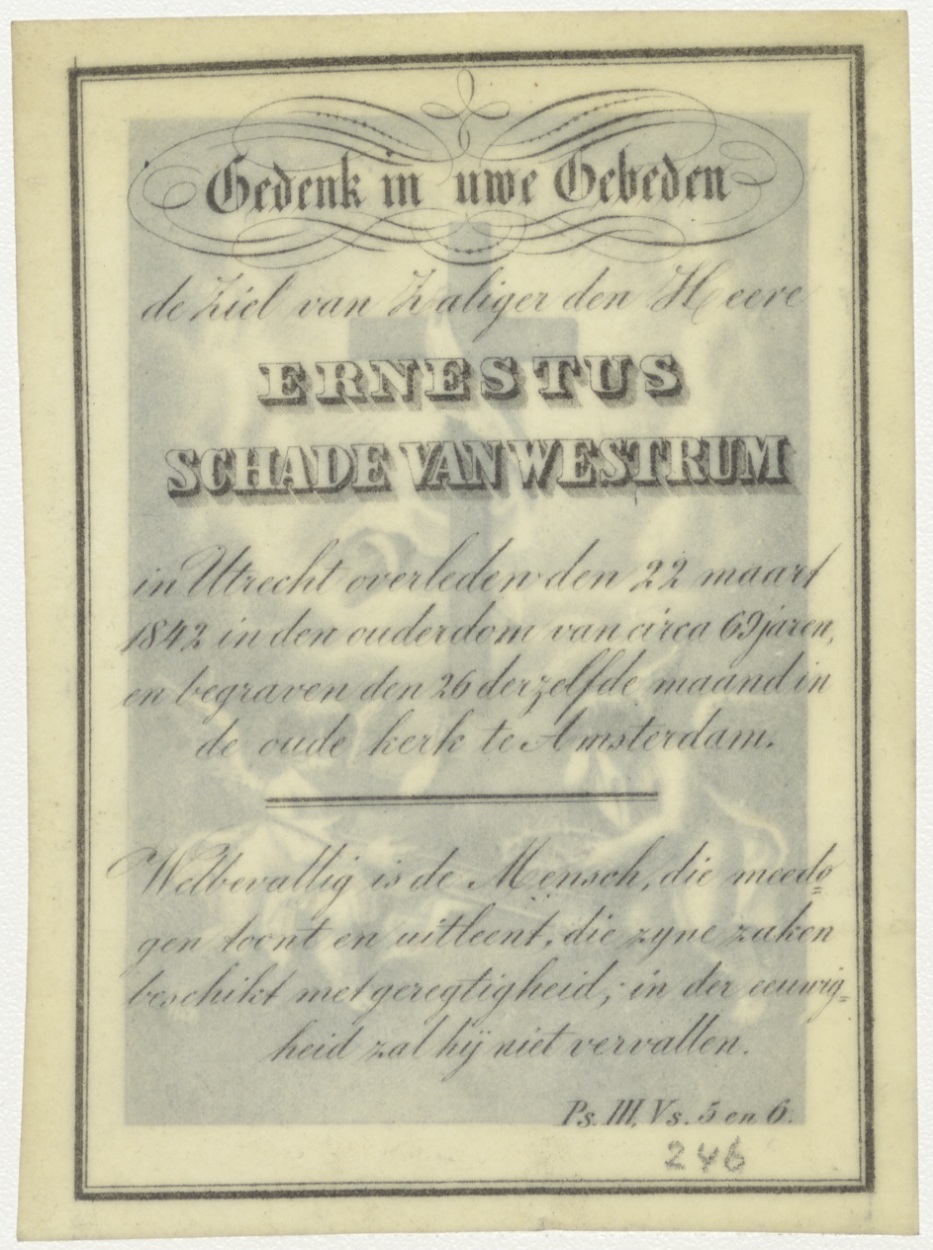 Gedenk in uwe Gebeden
de Ziel van Zaliger den Heere
ERNESTUS
SCHADE VAN WESTRUM
in Utrecht overleden den 22 maart
1842 in den ouderdom van circa 69 jaren,
en begraven den 26 derzelfde maand in
de oude kerk te Amsterdam.
Welbevallig is de Mensch, die meedo=
gen toont en uitleent, die zyne zaken
beschikt met geregtigheid; in der eeuwig=
heid zal hij niet vervallen.
Ps. III, Vs. 5 en 6.
246